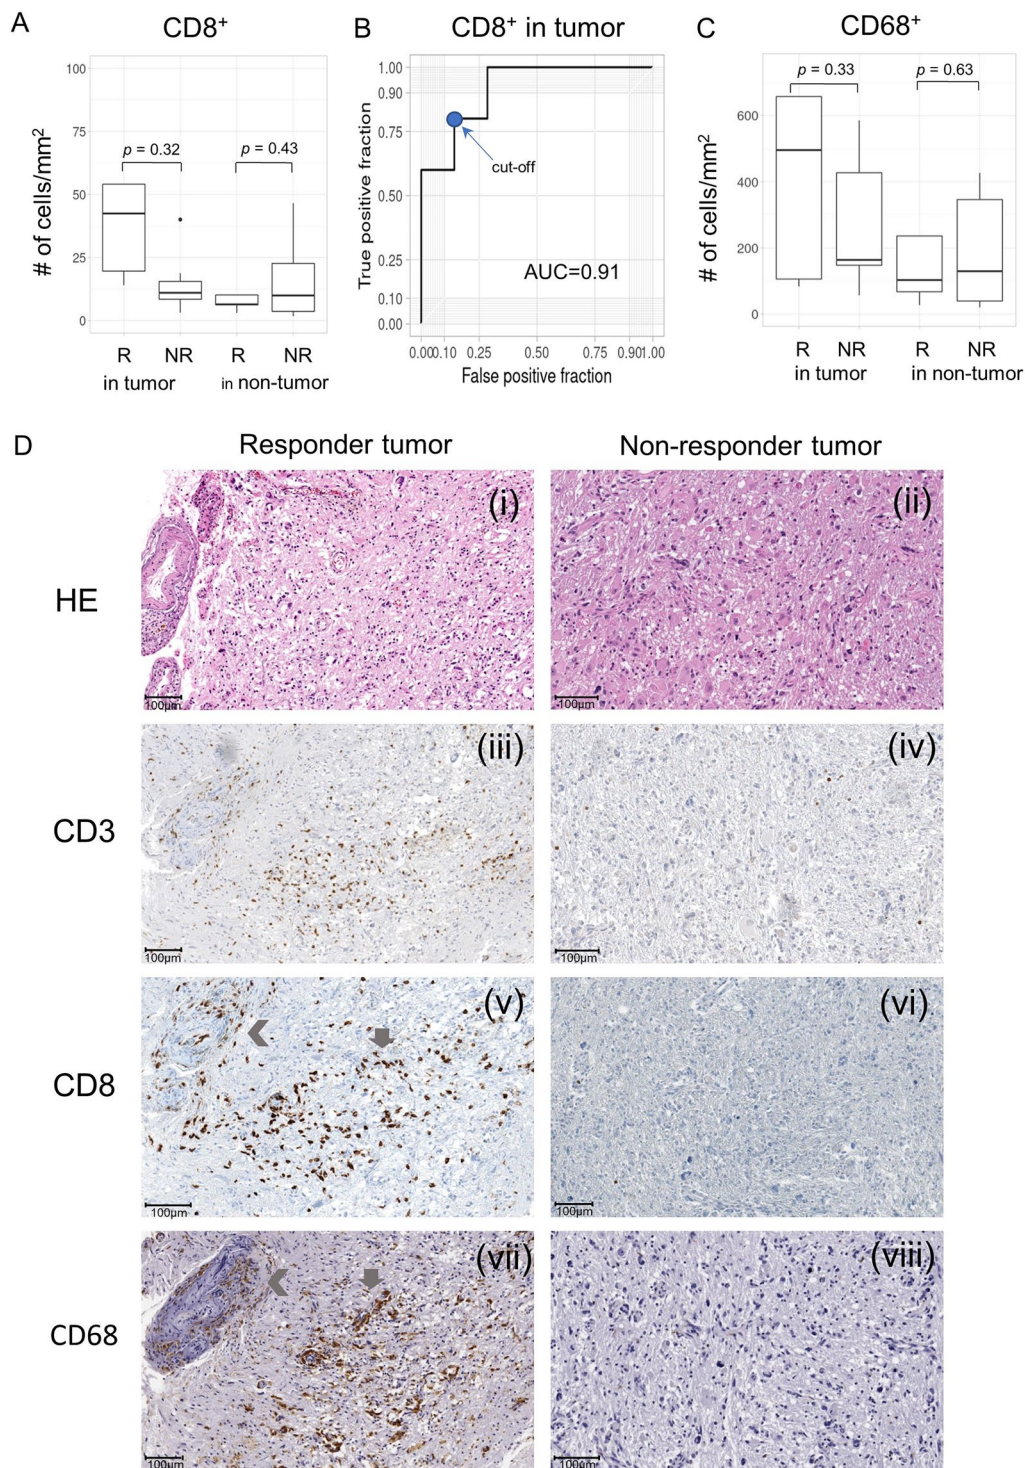 A
CD8⁺
# of cells/mm²
100
75
50
25
0
p = 0.32
p = 0.43
R NR R NR
in tumor in non-tumor
B
CD8⁺ in tumor
True positive fraction
1.00
0.90
0.75
0.50
0.25
0.10
0.00
cut-off
AUC=0.91
0.00 0.10 0.25 0.50 0.75 0.90 1.00
False positive fraction
C
CD68⁺
# of cells/mm²
600
400
200
0
p = 0.33
p = 0.63
R NR R NR
in tumor in non-tumor
D
Responder tumor Non-responder tumor
HE
(i)
100µm
(ii)
100µm
CD3
(iii)
100µm
(iv)
100µm
CD8
(v)
100µm
(vi)
100µm
CD68
(vii)
100µm
(viii)
100µm